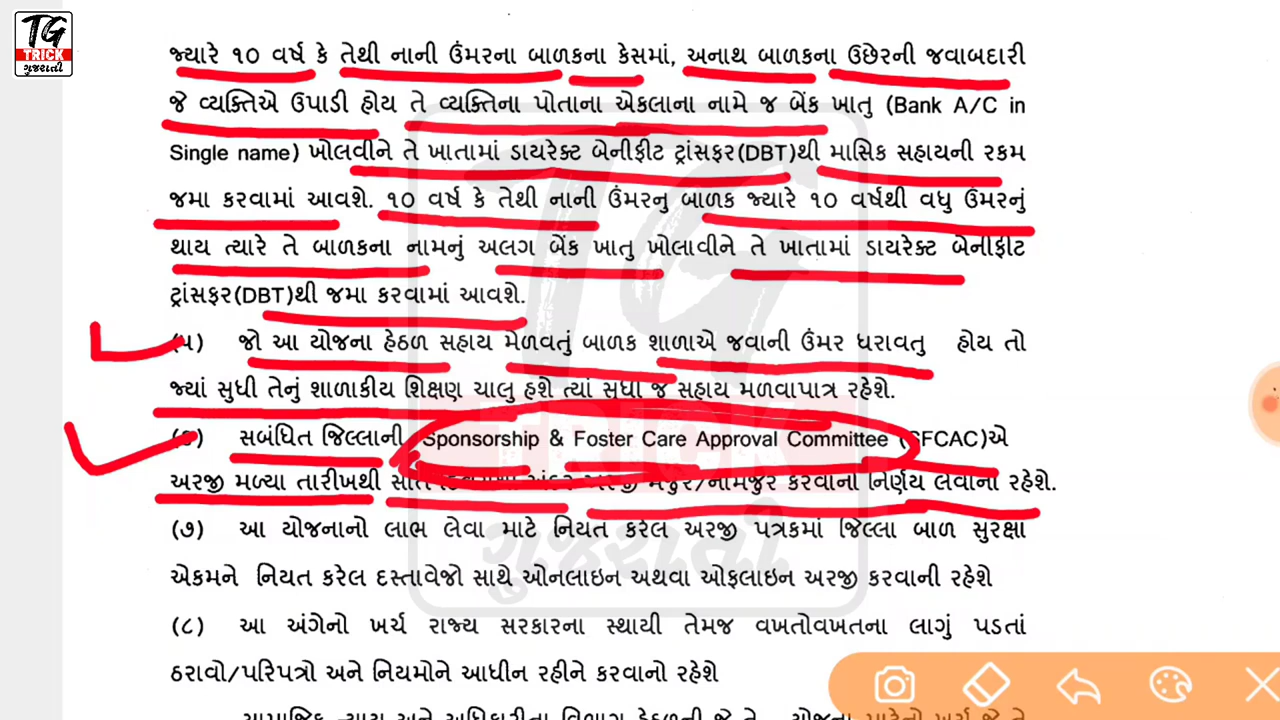 TG
TRICK
ગુજરાતી
જ્યારે ૧૦ વર્ષ કે તેથી નાની ઉંમરના બાળકના કેસમાં, અનાથ બાળકના ઉછેરની જવાબદારી
જે વ્યક્તિએ ઉપાડી હોય તે વ્યક્તિના પોતાના એકલાના નામે જ બેંક ખાતુ (Bank A/C in
Single name) ખોલવીને તે ખાતામાં ડાયરેક્ટ બેનીફીટ ટ્રાંસફર(DBT)થી માસિક સહાયની રકમ
જમા કરવામાં આવશે. ૧૦ વર્ષ કે તેથી નાની ઉંમરનુ બાળક જ્યારે ૧૦ વર્ષથી વધુ ઉંમરનું
થાય ત્યારે તે બાળકના નામનું અલગ બેંક ખાતુ ખોલાવીને તે ખાતામાં ડાયરેક્ટ બેનીફીટ
ટ્રાંસફર(DBT)થી જમા કરવામાં આવશે.
(૫) જો આ યોજના હેઠળ સહાય મેળવતું બાળક શાળાએ જવાની ઉંમર ધરાવતુ હોય તો
જ્યાં સુધી તેનું શાળાકીય શિક્ષણ ચાલુ હશે ત્યાં સુધી જ સહાય મળવાપાત્ર રહેશે.
(૬) સબંધિત જિલ્લાની Sponsorship & Foster Care Approval Committee (SFCAC)એ
અરજી મળ્યા તારીખથી અરજી મંજુર/નામંજુર કરવાનો નિર્ણય લેવાનો રહેશે.
(૭) આ યોજનાનો લાભ લેવા માટે નિયત કરેલ અરજી પત્રકમાં જિલ્લા બાળ સુરક્ષા
એકમને નિયત કરેલ દસ્તાવેજો સાથે ઓનલાઇન અથવા ઓફલાઇન અરજી કરવાની રહેશે
(૮) આ અંગેનો ખર્ચ રાજ્ય સરકારના સ્થાયી તેમજ વખતોવખતના લાગું પડતાં
ઠરાવો/પરિપત્રો અને નિયમોને આધીન રહીને કરવાનો રહેશે